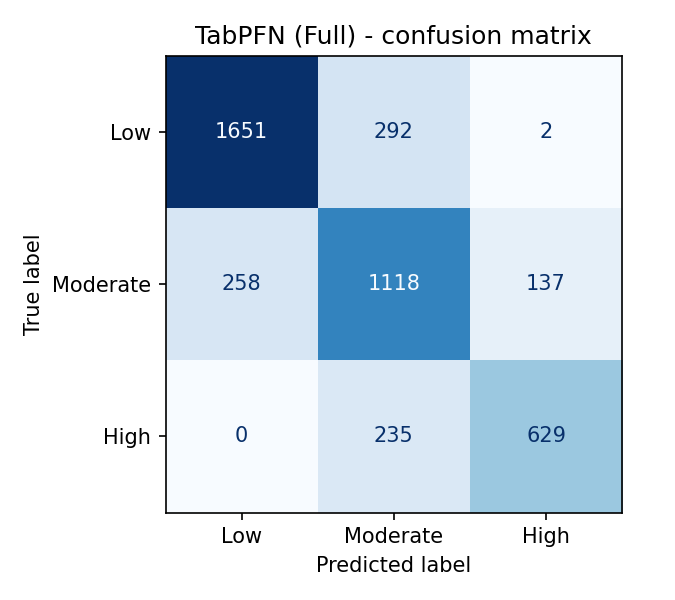 TabPFN (Full) - confusion matrix
True label
Low 1651 292 2
Moderate 258 1118 137
High 0 235 629
Low Moderate High
Predicted label